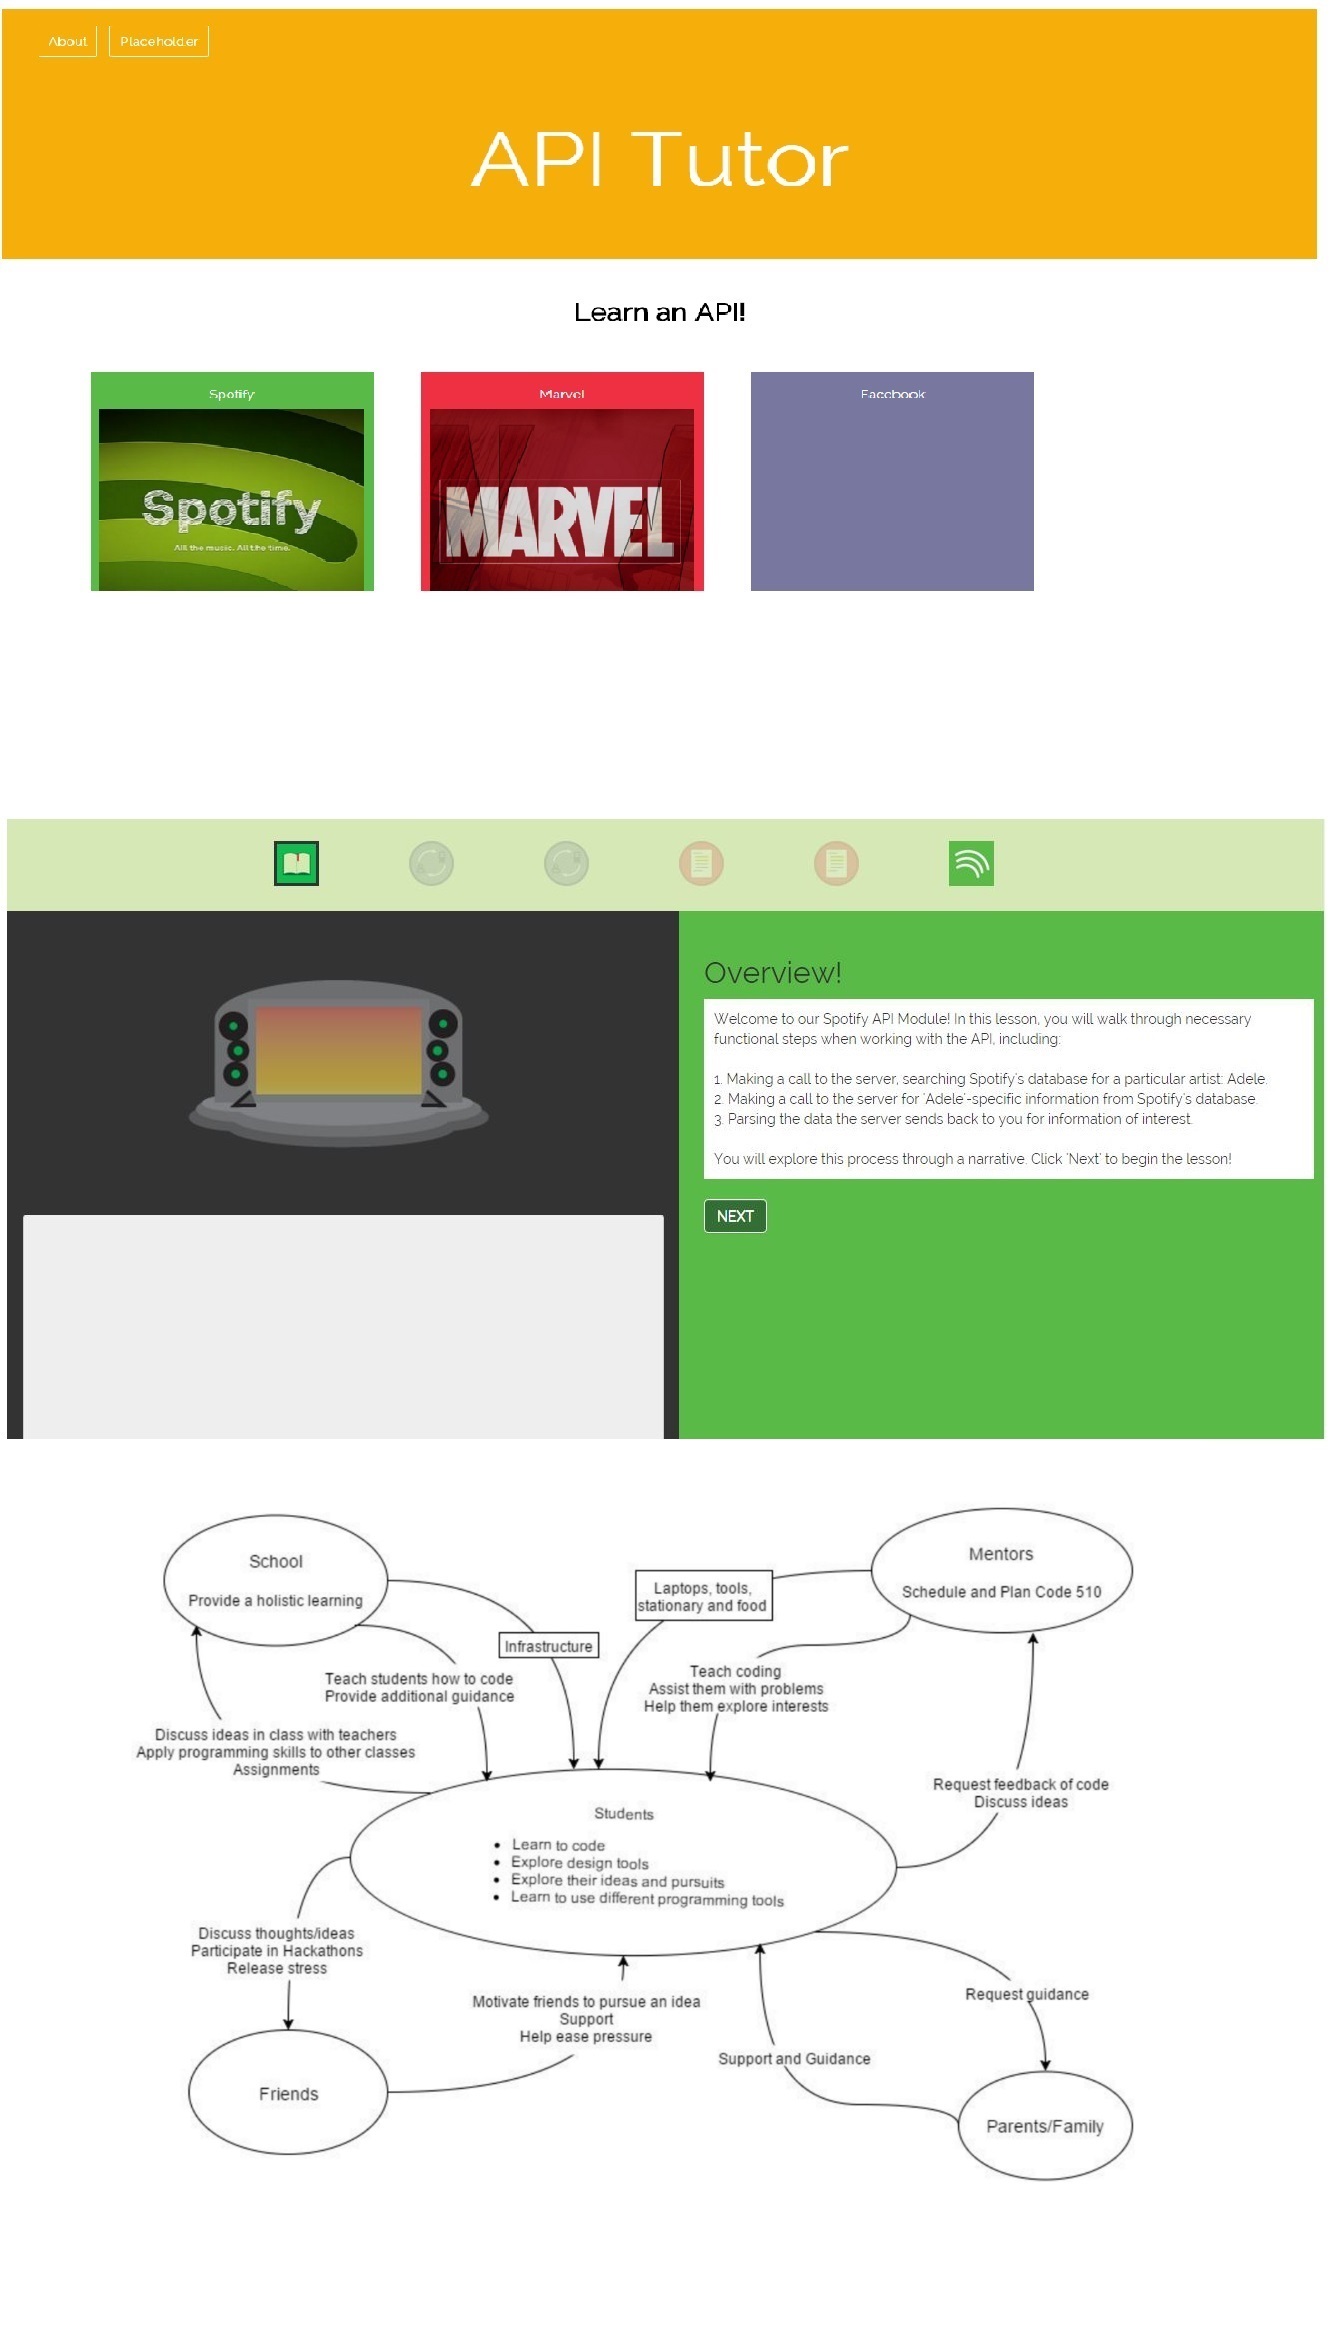 About
Placeholder
API Tutor
Learn an API!
Spotify
Marvel
Facebook
Spotify
All the music. All the time.
MARVEL
Overview!
Welcome to our Spotify API Module! In this lesson, you will walk through necessary
functional steps when working with the API, including:
1. Making a call to the server, searching Spotify's database for a particular artist: Adele.
2. Making a call to the server for 'Adele'-specific information from Spotify's database.
3. Parsing the data the server sends back to you for information of interest.
You will explore this process through a narrative. Click 'Next' to begin the lesson!
NEXT
School
Provide a holistic learning
Mentors
Schedule and Plan Code 510
Laptops, tools,
stationary and food
Infrastructure
Teach students how to code
Provide additional guidance
Teach coding
Assist them with problems
Help them explore interests
Discuss ideas in class with teachers
Apply programming skills to other classes
Assignments
Request feedback of code
Discuss ideas
Students
• Learn to code
• Explore design tools
• Explore their ideas and pursuits
• Learn to use different programming tools
Discuss thoughts/ideas
Participate in Hackathons
Release stress
Motivate friends to pursue an idea
Support
Help ease pressure
Request guidance
Support and Guidance
Friends
Parents/Family